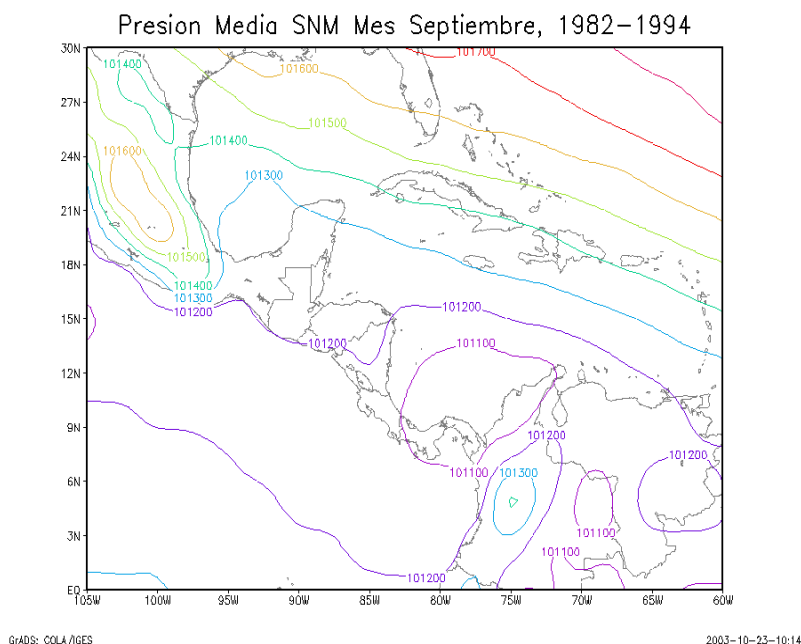 Presion Media SNM Mes Septiembre, 1982-1994
30N
27N
24N
21N
18N
15N
12N
9N
6N
3N
EQ
101700
101400
101600
101500
101400
101600
101300
101500
101400
101300
101200
101200
101200
101100
101200
101200
101100
101300
101100
101100
101200
105W 100W 95W 90W 85W 80W 75W 70W 65W 60W
GrADS: COLA/IGES 2003-10-23-10:14